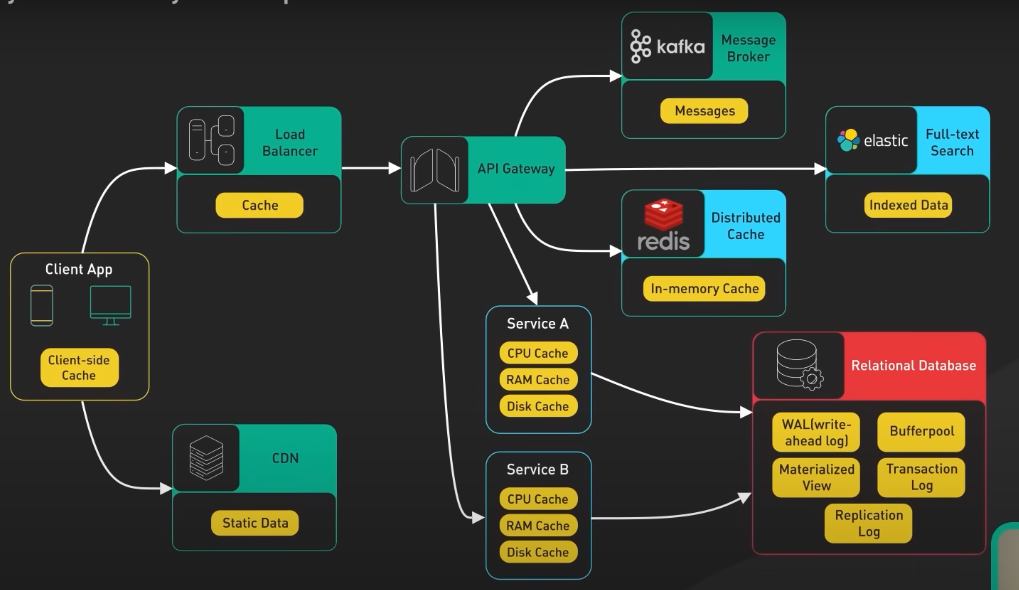 kafka
Message
Broker
Messages
Load
Balancer
Cache
API Gateway
elastic
Full-text
Search
Indexed Data
redis
Distributed
Cache
In-memory Cache
Client App
Client-side
Cache
Service A
CPU Cache
RAM Cache
Disk Cache
Relational Database
WAL(write-
ahead log)
Bufferpool
Materialized
View
Transaction
Log
Replication
Log
CDN
Static Data
Service B
CPU Cache
RAM Cache
Disk Cache